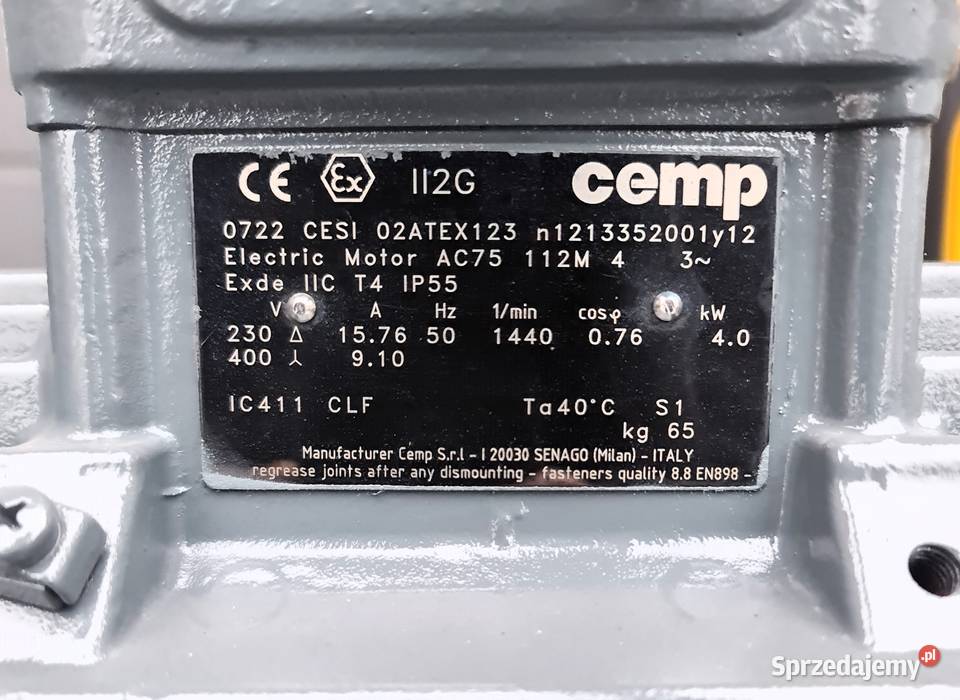 CE Ex II2G cemp
0722 CESI 02ATEX123 n1213352001y12
Electric Motor AC75 112M 4 3~
Exde IIC T4 IP55
V A Hz 1/min cosφ kW
230 Δ 15.76 50 1440 0.76 4.0
400 ⅄ 9.10
IC411 CLF Ta40°C S1
kg 65
Manufacturer Cemp S.r.l - I 20030 SENAGO (Milan) - ITALY
regrease joints after any dismounting - fasteners quality 8.8 EN898 -
Sprzedajemy.pl